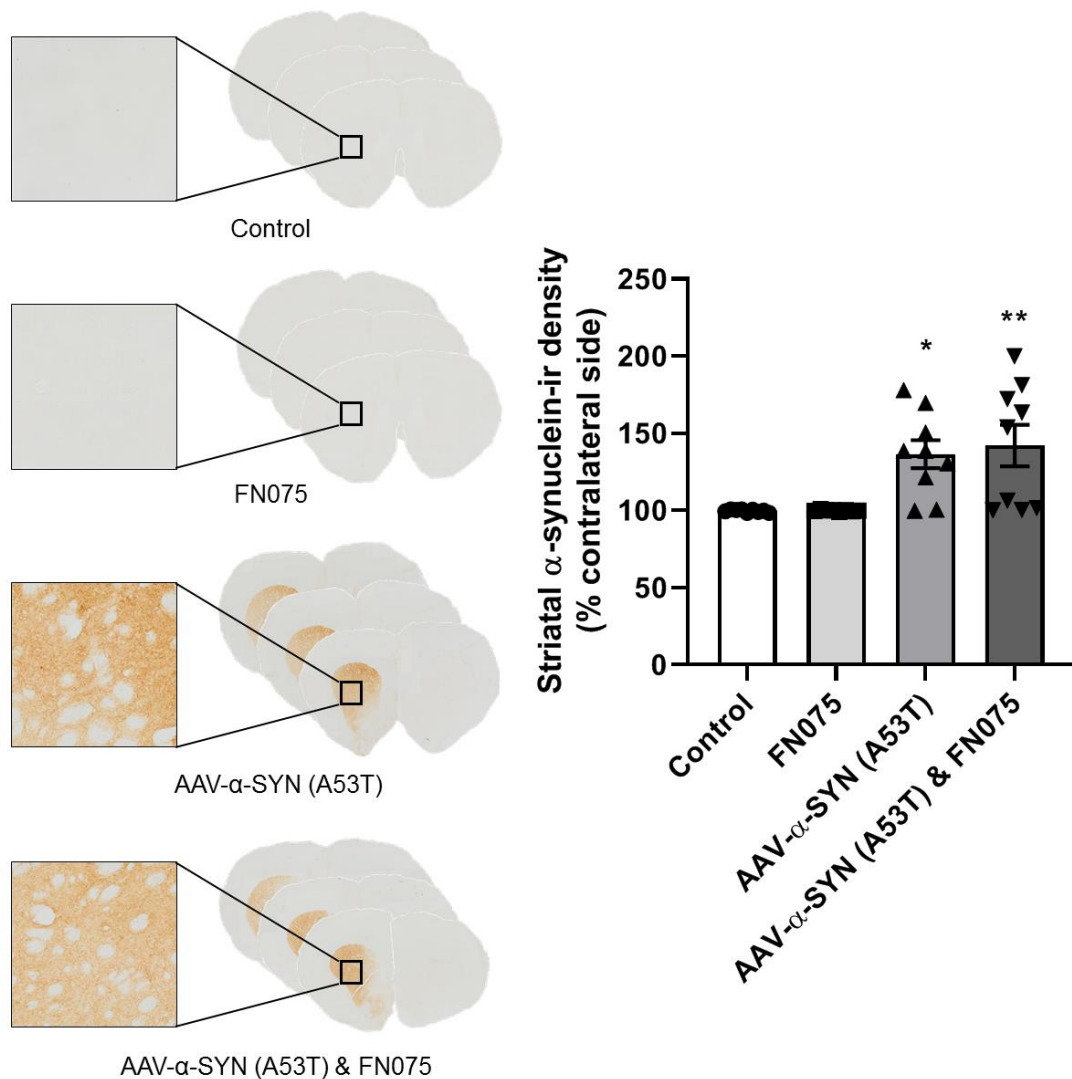 Control
FN075
AAV-α-SYN (A53T)
AAV-α-SYN (A53T) & FN075
Striatal α-synuclein-ir density
(% contralateral side)
250
200
150
100
50
0
*
**
Control
FN075
AAV-α-SYN (A53T)
AAV-α-SYN (A53T) & FN075